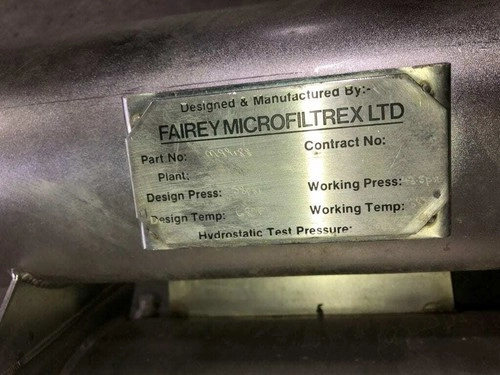 Designed & Manufactured By:-
FAIREY MICROFILTREX LTD
Part No: Contract No:
Plant:
Design Press: Working Press:
Design Temp: Working Temp:
Hydrostatic Test Pressure: